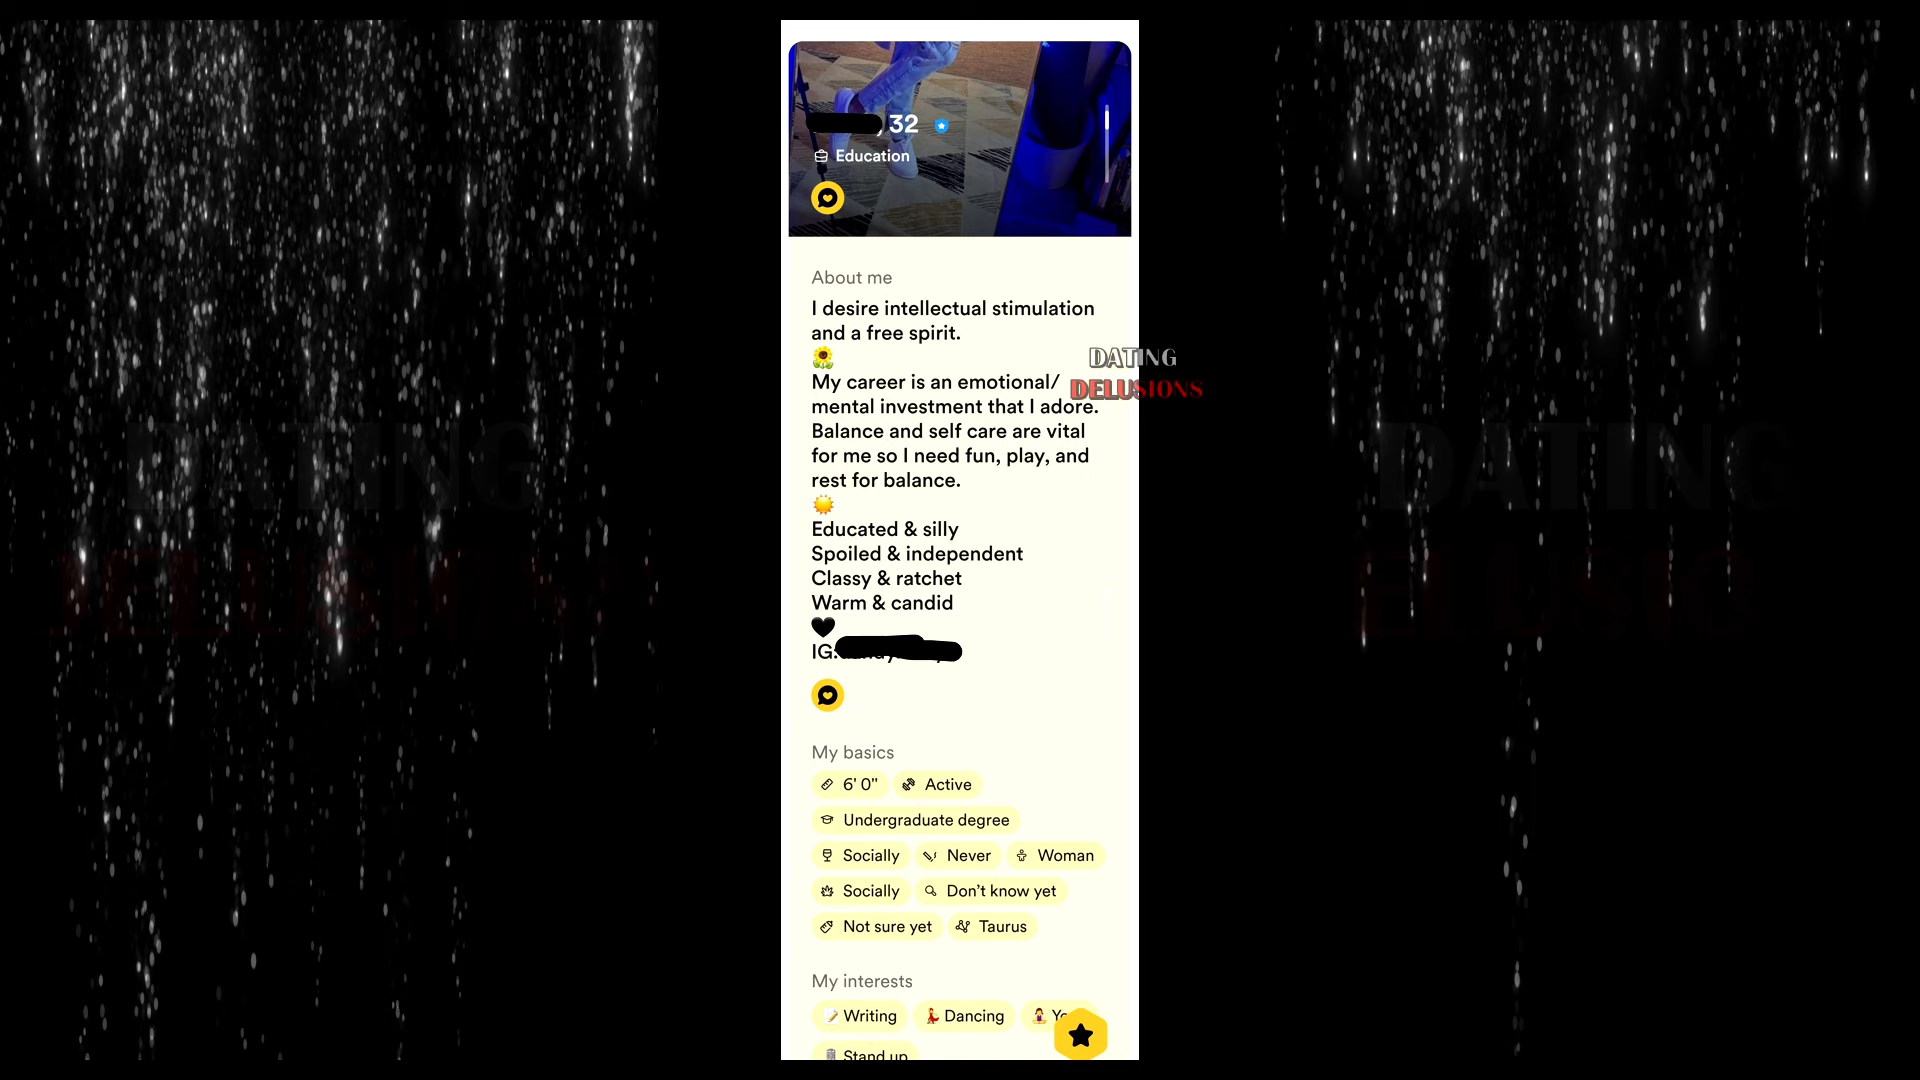 , 32
Education
About me
I desire intellectual stimulation
and a free spirit.
🌻
My career is an emotional/
mental investment that I adore.
Balance and self care are vital
for me so I need fun, play, and
rest for balance.
☀️
Educated & silly
Spoiled & independent
Classy & ratchet
Warm & candid
🖤
IG:
DATING
DELUSIONS
My basics
6' 0"
Active
Undergraduate degree
Socially
Never
Woman
Socially
Don't know yet
Not sure yet
Taurus
My interests
Writing
Dancing
Stand up
DATING
DATING